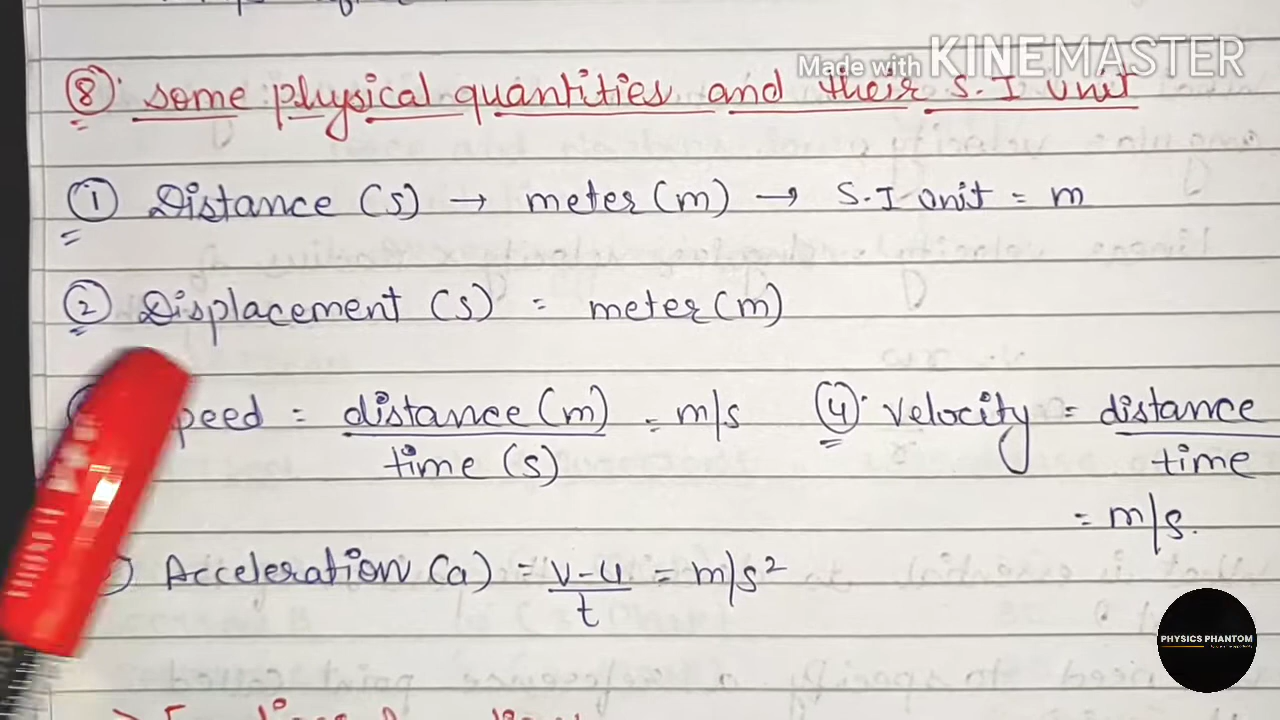 Made with KINEMASTER
⑧. some physical quantities and their S.I Unit
① Distance (s) → meter (m) → S.I Unit = m
② Displacement (s) = meter (m)
peed = distance (m) / time (s) = m/s
④. Velocity = distance / time
= m/s.
) Acceleration (a) = v-u / t = m/s²
PHYSICS PHANTOM